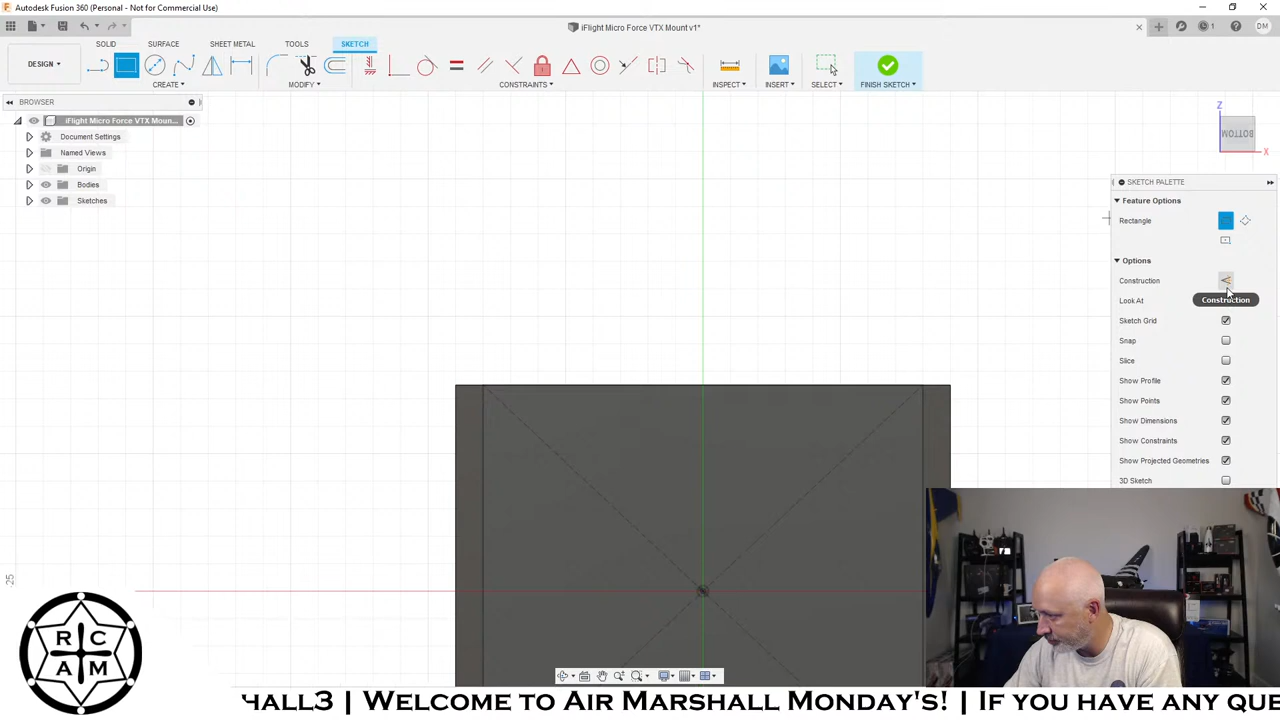 Autodesk Fusion 360 (Personal - Not for Commercial Use)
iFlight Micro Force VTX Mount v1*
1
DM
DESIGN
SOLID
SURFACE
SHEET METAL
TOOLS
SKETCH
CREATE
MODIFY
CONSTRAINTS
INSPECT
INSERT
SELECT
FINISH SKETCH
BROWSER
iFlight Micro Force VTX Moun...
Document Settings
Named Views
Origin
Bodies
Sketches
Z
BOTTOM
X
SKETCH PALETTE
Feature Options
Rectangle
Options
Construction
Look At
Construction
Sketch Grid
Snap
Slice
Show Profile
Show Points
Show Dimensions
Show Constraints
Show Projected Geometries
3D Sketch
-25
R C
A M
hall3 | Welcome to Air Marshall Monday's! | If you have any que